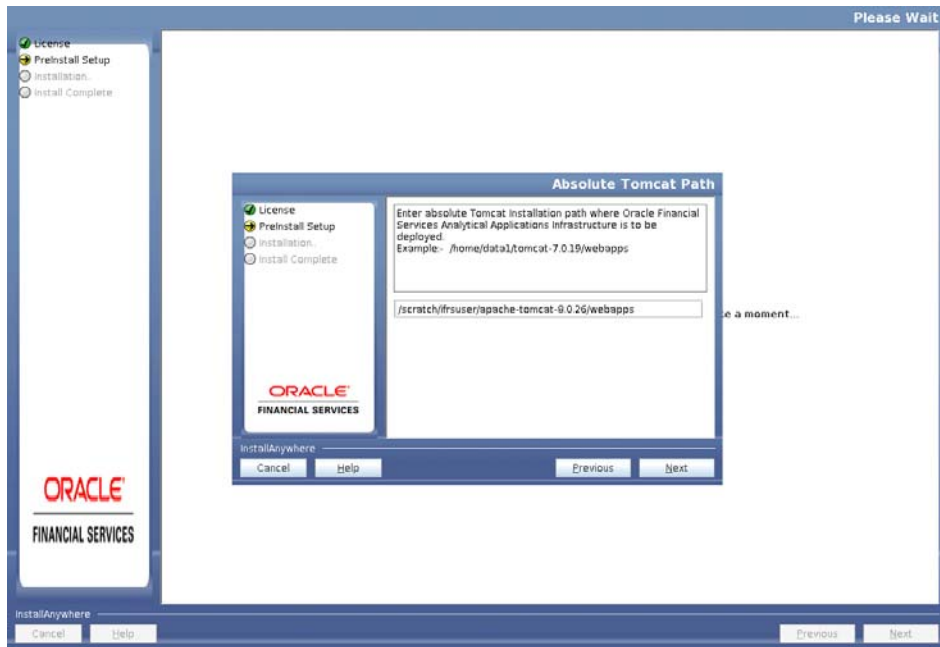 Please Wait
License
PreInstall Setup
Installation..
Install Complete
Absolute Tomcat Path
License
PreInstall Setup
Installation..
Install Complete
Enter absolute Tomcat Installation path where Oracle Financial
Services Analytical Applications Infrastructure is to be
deployed.
Example:- /home/data1/tomcat-7.0.19/webapps
/scratch/ifrsuser/apache-tomcat-8.0.26/webapps
a moment...
ORACLE
FINANCIAL SERVICES
InstallAnywhere
Cancel
Help
Previous
Next
ORACLE
FINANCIAL SERVICES
InstallAnywhere
Cancel
Help
Previous
Next